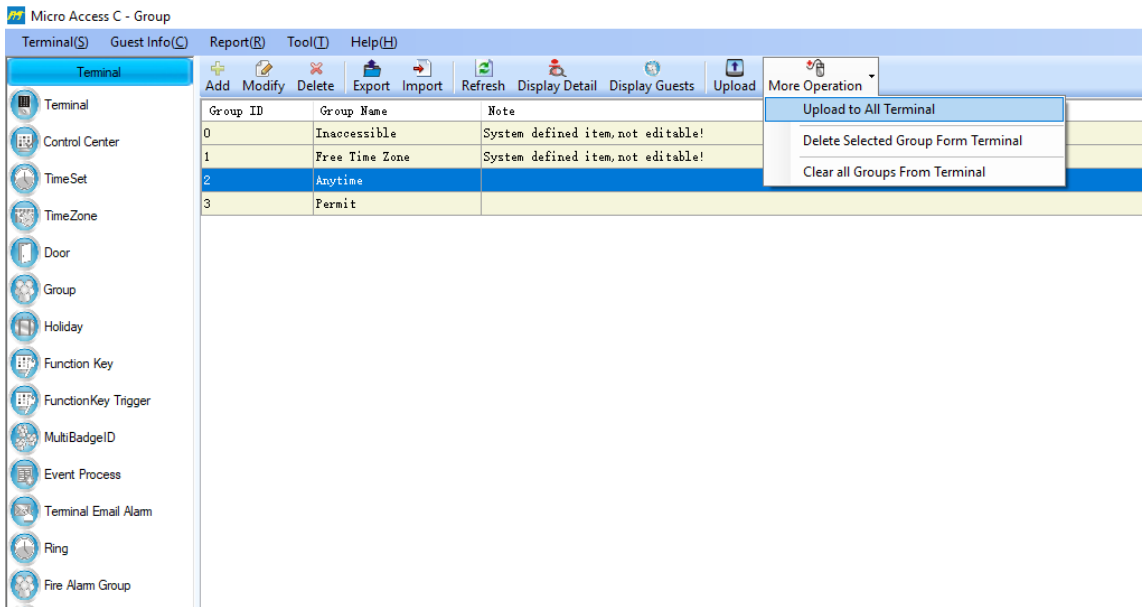 Micro Access C - Group
Terminal(S) Guest Info(C) Report(R) Tool(T) Help(H)
Terminal
Add Modify Delete Export Import Refresh Display Detail Display Guests Upload More Operation
Upload to All Terminal
Delete Selected Group Form Terminal
Clear all Groups From Terminal
Group ID Group Name Note
0 Inaccessible System defined item,not editable!
1 Free Time Zone System defined item,not editable!
2 Anytime
3 Permit
Terminal
Control Center
TimeSet
TimeZone
Door
Group
Holiday
Function Key
FunctionKey Trigger
MultiBadgeID
Event Process
Terminal Email Alarm
Ring
Fire Alarm Group